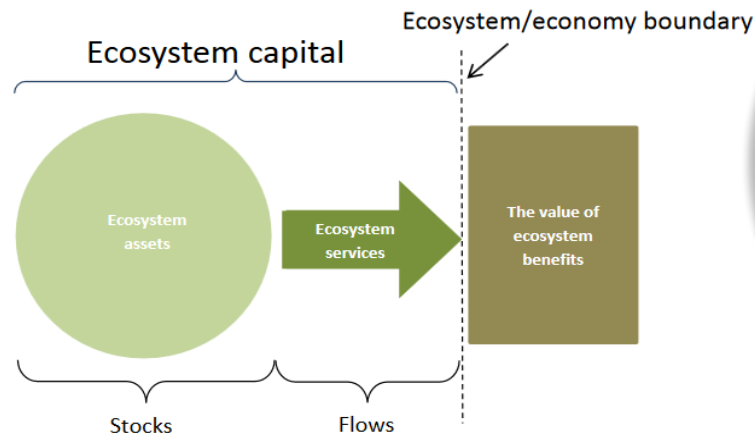 Ecosystem/economy boundary
Ecosystem capital
Ecosystem
assets
Ecosystem
services
The value of
ecosystem
benefits
Stocks
Flows